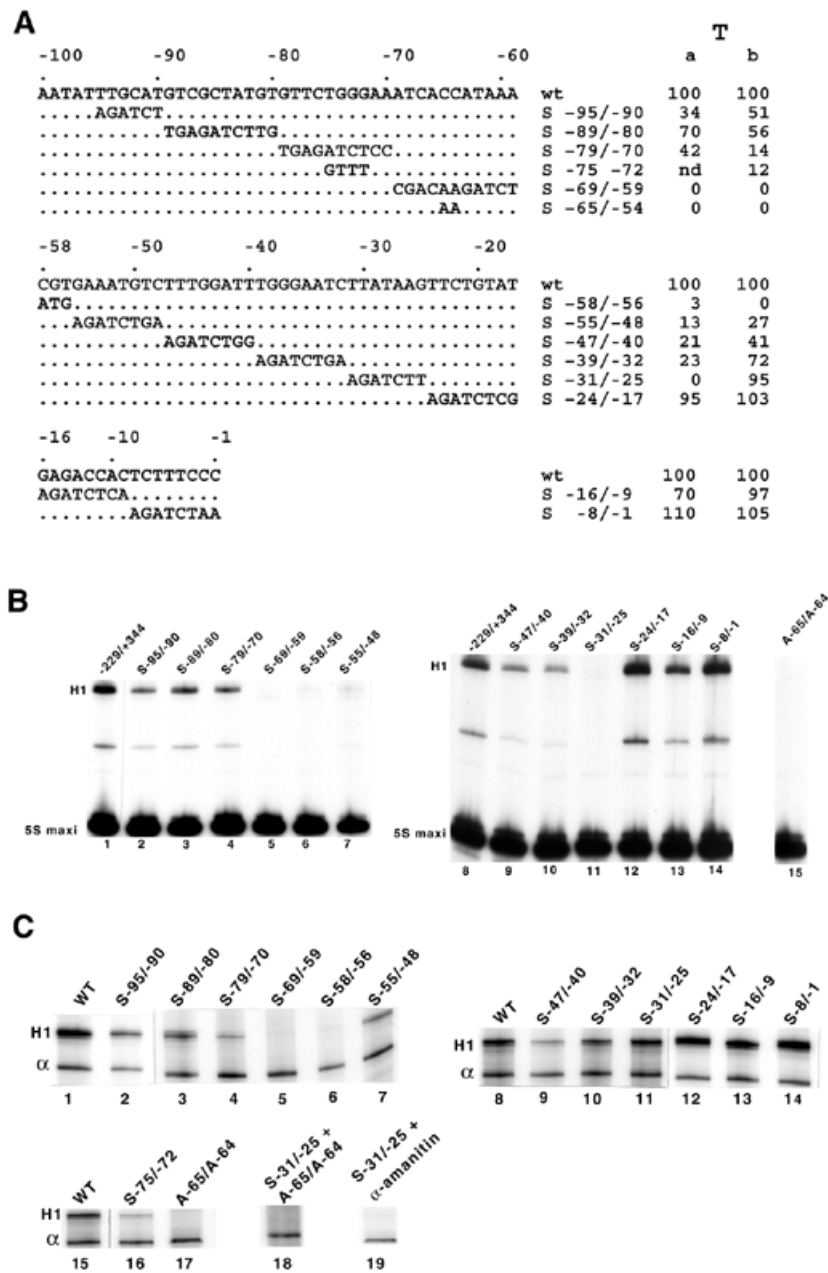 A
T
-100 -90 -80 -70 -60 a b
AATATTTGCATGTCGCTATGTGTTCTGGGAAATCACCATAAA wt 100 100
.....AGATCT............................... S -95/-90 34 51
...........TGAGATCTTG..................... S -89/-80 70 56
.....................TGAGATCTCC........... S -79/-70 42 14
.........................GTTT............. S -75 -72 nd 12
...............................CGACAAGATCT S -69/-59 0 0
...................................AA..... S -65/-54 0 0
-58 -50 -40 -30 -20
CGTGAAATGTCTTTGGATTTGGGAATCTTATAAGTTCTGTAT wt 100 100
ATG....................................... S -58/-56 3 0
...AGATCTGA............................... S -55/-48 13 27
...........AGATCTGG....................... S -47/-40 21 41
...................AGATCTGA............... S -39/-32 23 72
...........................AGATCTT........ S -31/-25 0 95
..................................AGATCTCG S -24/-17 95 103
-16 -10 -1
GAGACCACTCTTTCCC wt 100 100
AGATCTCA........ S -16/-9 70 97
........AGATCTAA S -8/-1 110 105
B
-229/+344 S-95/-90 S-89/-80 S-79/-70 S-69/-59 S-58/-56 S-55/-48
H1
5S maxi
1 2 3 4 5 6 7
-229/+344 S-47/-40 S-39/-32 S-31/-25 S-24/-17 S-16/-9 S-8/-1 A-65/A-64
H1
5S maxi
8 9 10 11 12 13 14 15
C
WT S-95/-90 S-89/-80 S-79/-70 S-69/-59 S-58/-56 S-55/-48
H1
α
1 2 3 4 5 6 7
WT S-47/-40 S-39/-32 S-31/-25 S-24/-17 S-16/-9 S-8/-1
H1
α
8 9 10 11 12 13 14
WT S-75/-72 A-65/A-64 S-31/-25 + A-65/A-64 S-31/-25 + α-amanitin
H1
α
15 16 17 18 19